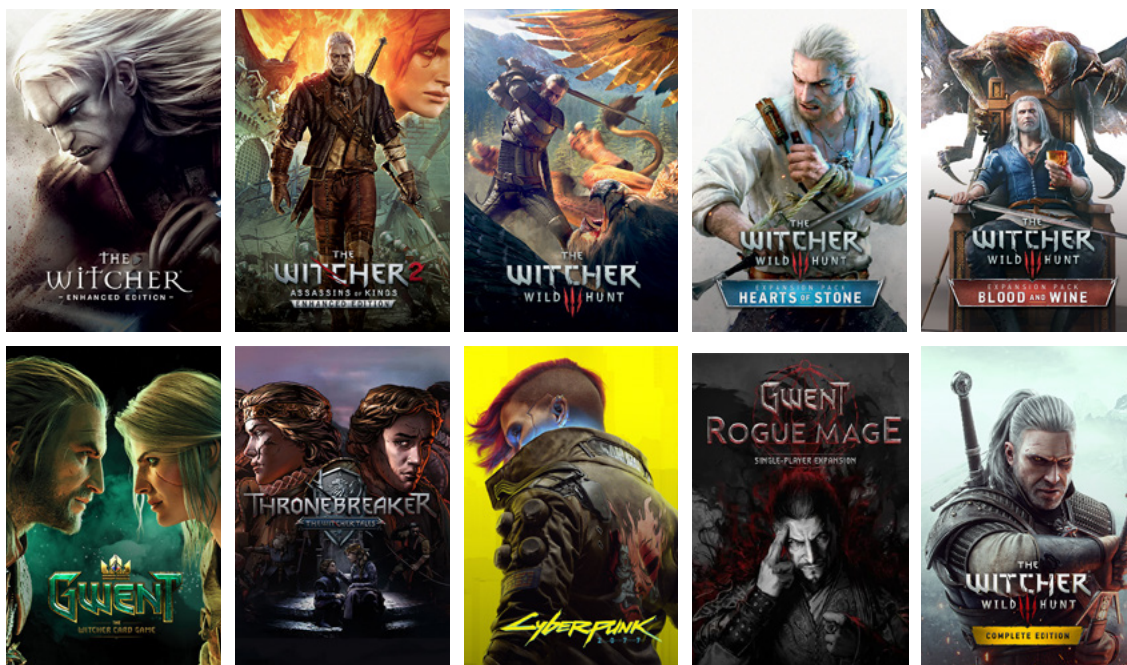 THE
WITCHER
- ENHANCED EDITION -
THE
WITCHER 2
ASSASSINS OF KINGS
ENHANCED EDITION
THE
WITCHER
WILD HUNT
THE
WITCHER
WILD HUNT
EXPANSION PACK
HEARTS OF STONE
THE
WITCHER
WILD HUNT
EXPANSION PACK
BLOOD AND WINE
GWENT
THE
WITCHER CARD GAME
THRONEBREAKER
THE WITCHER TALES
CYBERPUNK
2077
GWENT
ROGUE MAGE
SINGLE-PLAYER EXPANSION
THE
WITCHER
WILD HUNT
COMPLETE EDITION